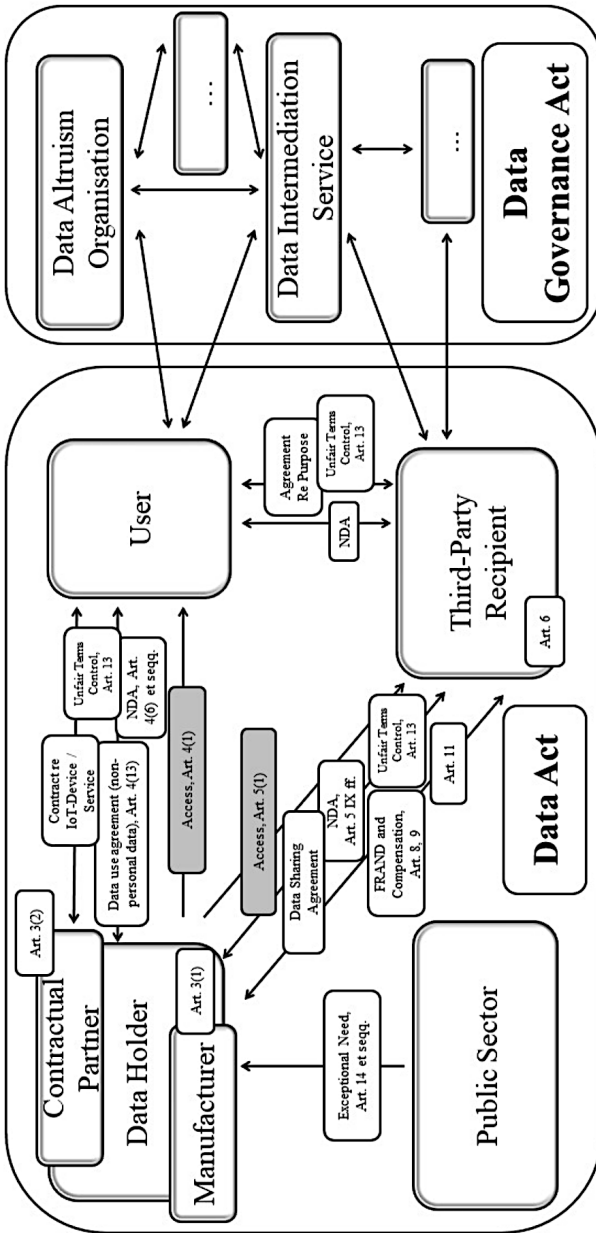 Art. 3(2)
Contractual
Partner
Data Holder
Manufacturer
Art. 3(1)
Contract re
IoT-Device /
Service
Unfair Terms
Control,
Art. 13
Data use agreement (non-
personal data), Art. 4(13)
NDA, Art.
4(6) et seqq.
Access, Art. 4(1)
User
Access, Art. 5(1)
NDA,
Art. 5 IX ff.
Data Sharing
Agreement
Unfair Terms
Control,
Art. 13
FRAND and
Compensation,
Art. 8, 9
Art. 11
NDA
Agreement
Re Purpose
Unfair Terms
Control,
Art. 13
Exceptional Need,
Art. 14 et seqq.
Public Sector
Data Act
Third-Party
Recipient
Art. 6
Data Altruism
Organisation
...
Data Intermediation
Service
...
Data
Governance Act